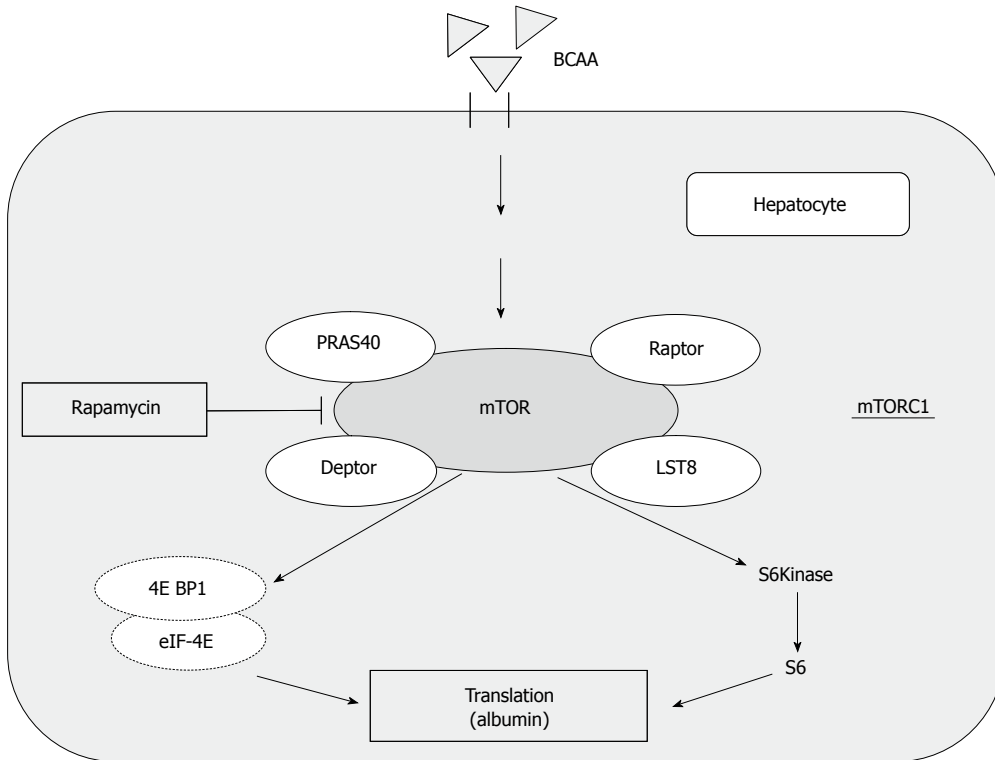 BCAA
Hepatocyte
PRAS40
Raptor
Rapamycin
mTOR
mTORC1
Deptor
LST8
4E BP1
S6Kinase
eIF-4E
S6
Translation
(albumin)